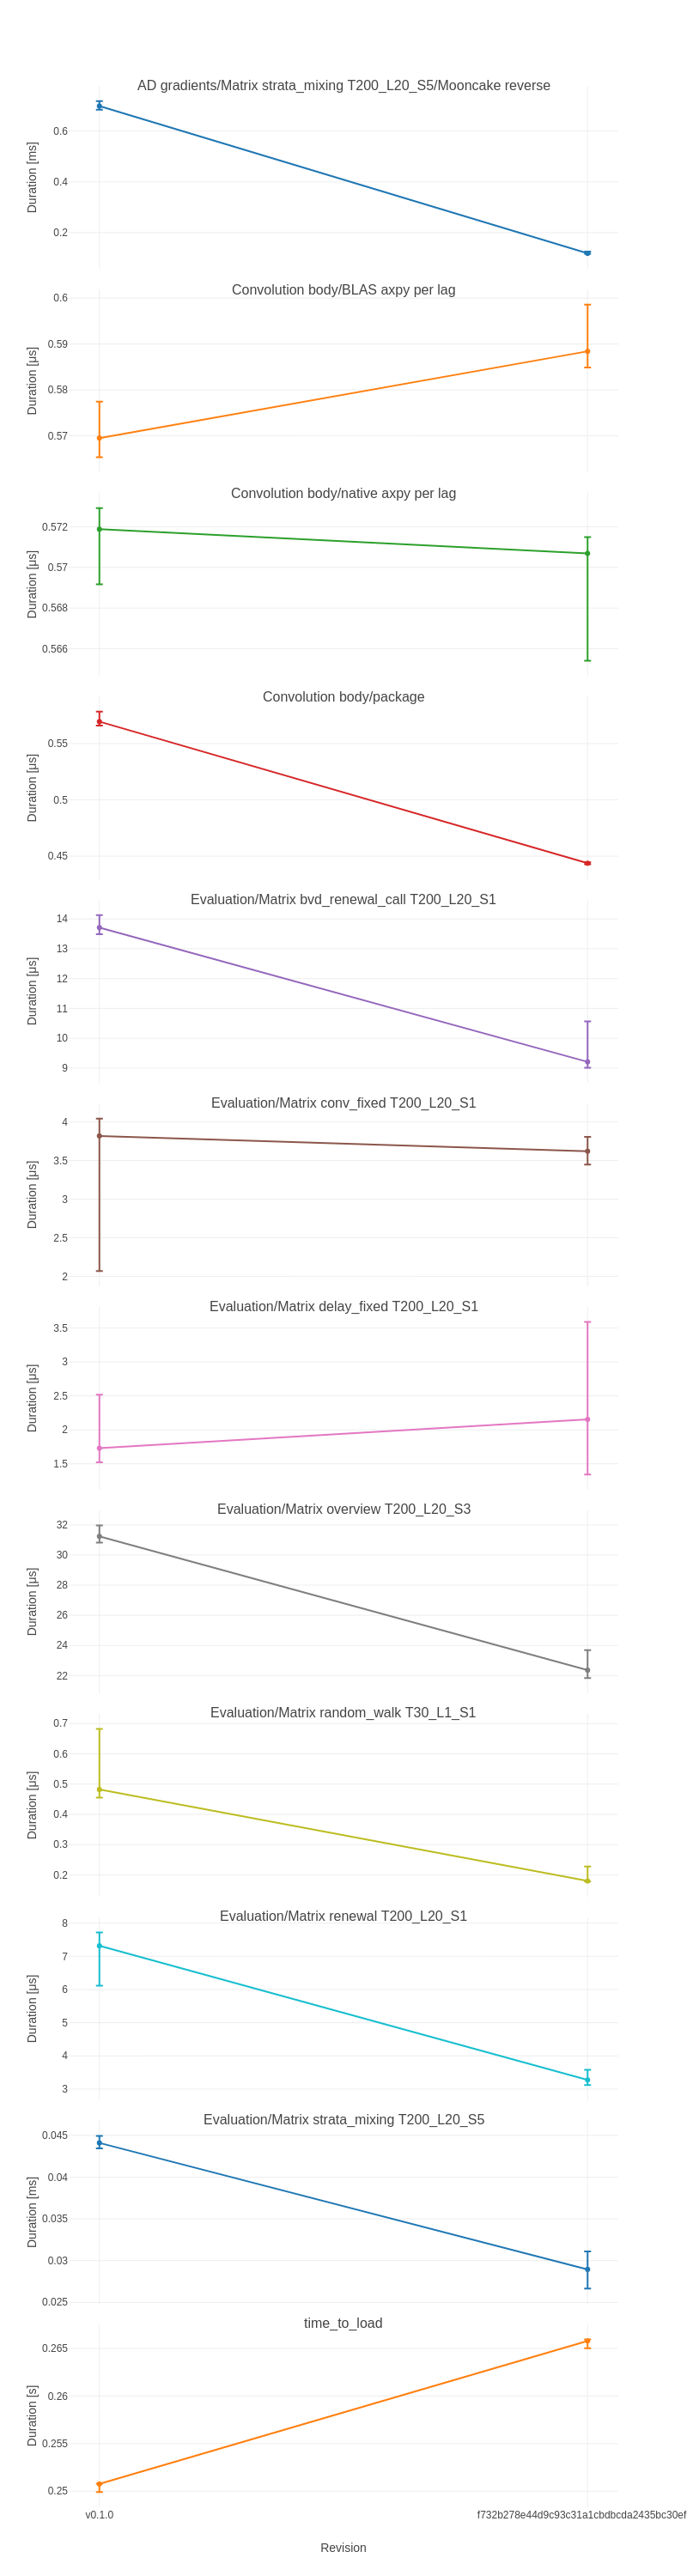 AD gradients/Matrix strata_mixing T200_L20_S5/Mooncake reverse
Duration [ms]
0.6
0.4
0.2
Convolution body/BLAS axpy per lag
Duration [μs]
0.6
0.59
0.58
0.57
Convolution body/native axpy per lag
Duration [μs]
0.572
0.57
0.568
0.566
Convolution body/package
Duration [μs]
0.55
0.5
0.45
Evaluation/Matrix bvd_renewal_call T200_L20_S1
Duration [μs]
14
13
12
11
10
9
Evaluation/Matrix conv_fixed T200_L20_S1
Duration [μs]
4
3.5
3
2.5
2
Evaluation/Matrix delay_fixed T200_L20_S1
Duration [μs]
3.5
3
2.5
2
1.5
Evaluation/Matrix overview T200_L20_S3
Duration [μs]
32
30
28
26
24
22
Evaluation/Matrix random_walk T30_L1_S1
Duration [μs]
0.7
0.6
0.5
0.4
0.3
0.2
Evaluation/Matrix renewal T200_L20_S1
Duration [μs]
8
7
6
5
4
3
Evaluation/Matrix strata_mixing T200_L20_S5
Duration [ms]
0.045
0.04
0.035
0.03
0.025
time_to_load
Duration [s]
0.265
0.26
0.255
0.25
v0.1.0
f732b278e44d9c93c31a1cbdbcda2435bc30ef
Revision